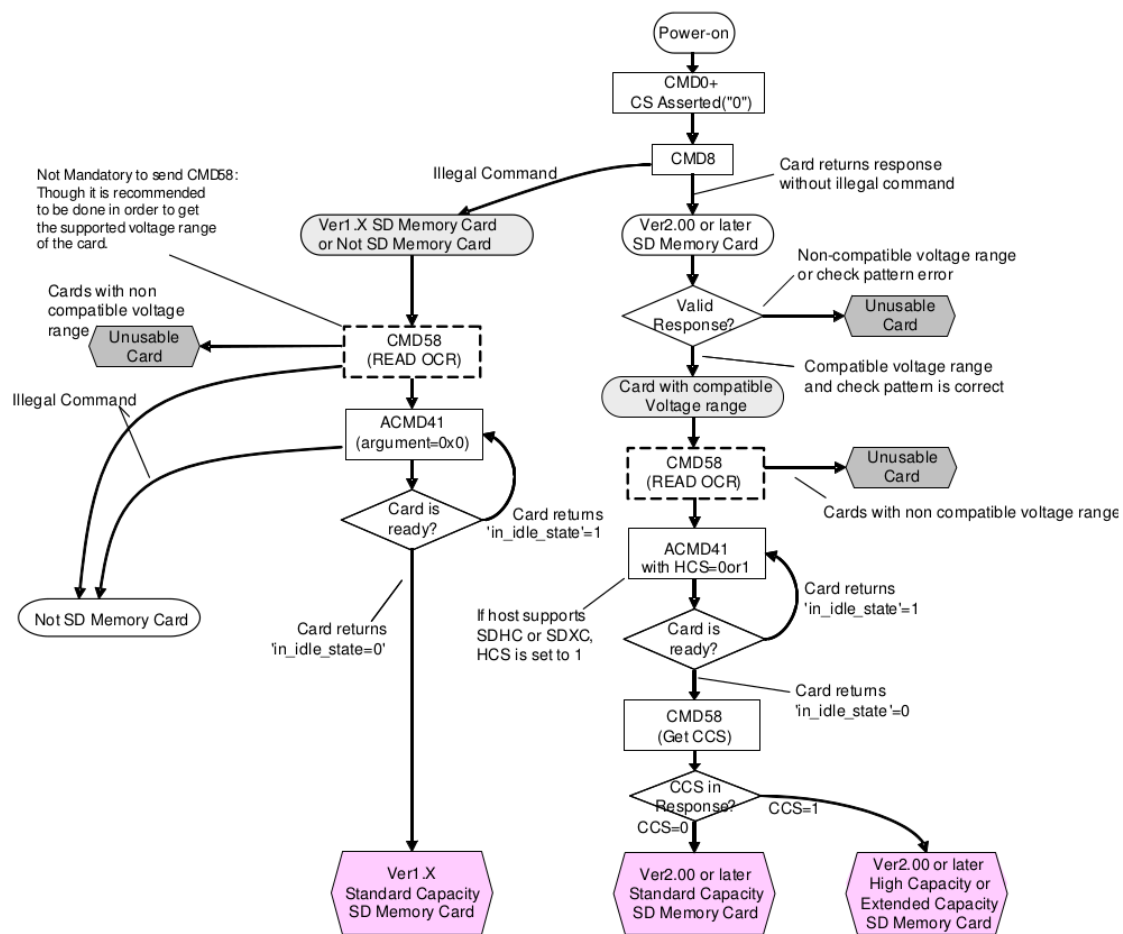 Power-on
CMD0+
CS Asserted("0")
CMD8
Illegal Command
Card returns response
without illegal command
Not Mandatory to send CMD58:
Though it is recommended
to be done in order to get
the supported voltage range
of the card.
Ver1.X SD Memory Card
or Not SD Memory Card
Ver2.00 or later
SD Memory Card
Non-compatible voltage range
or check pattern error
Cards with non
compatible voltage
range
Unusable
Card
CMD58
(READ OCR)
Valid
Response?
Unusable
Card
Compatible voltage range
and check pattern is correct
Card with compatible
Voltage range
Illegal Command
ACMD41
(argument=0x0)
CMD58
(READ OCR)
Unusable
Card
Cards with non compatible voltage range
Card is
ready?
Card returns
'in_idle_state'=1
ACMD41
with HCS=0or1
Card returns
'in_idle_state'=1
Not SD Memory Card
Card returns
'in_idle_state=0'
If host supports
SDHC or SDXC,
HCS is set to 1
Card is
ready?
Card returns
'in_idle_state'=0
CMD58
(Get CCS)
CCS in
Response?
CCS=0
CCS=1
Ver1.X
Standard Capacity
SD Memory Card
Ver2.00 or later
Standard Capacity
SD Memory Card
Ver2.00 or later
High Capacity or
Extended Capacity
SD Memory Card